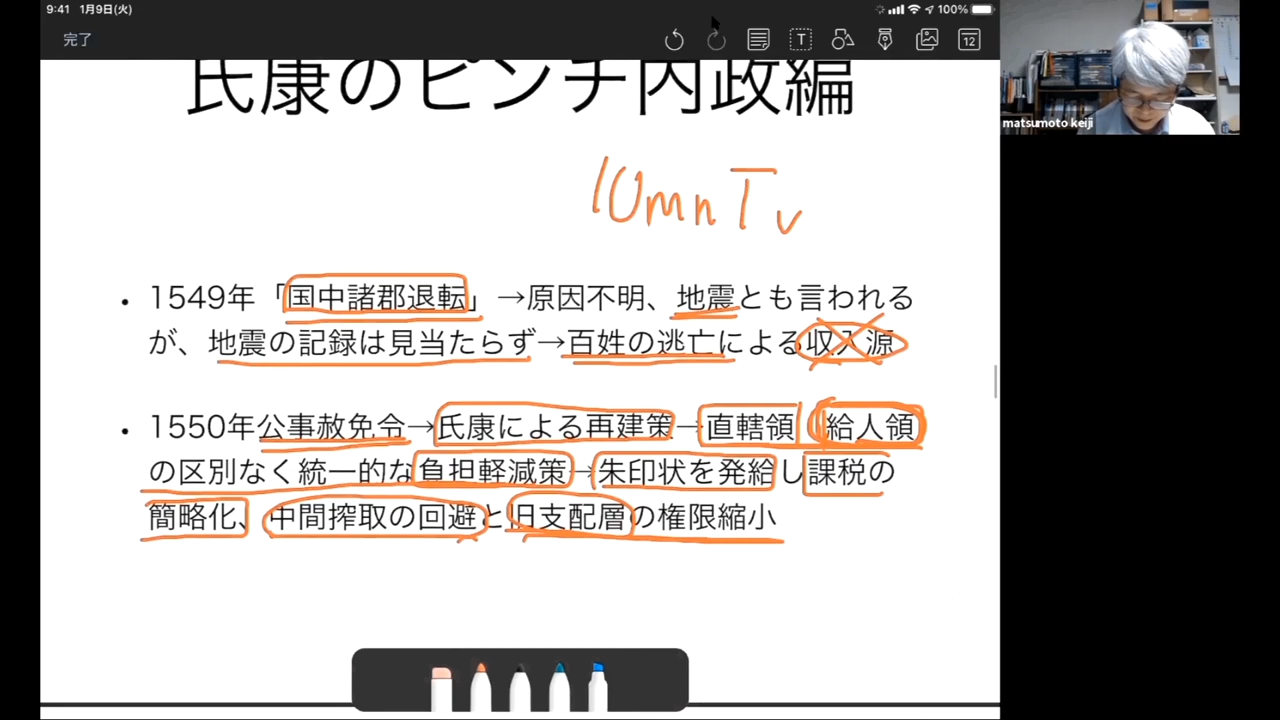 9:41 1月9日(火)
100%
完了
T
12
matsumoto keiji
氏康のピンチ内政編
10mnTv
• 1549年「国中諸郡退転」→原因不明、地震とも言われる
が、地震の記録は見当たらず→百姓の逃亡による収入源
• 1550年公事赦免令→氏康による再建策→直轄領 給人領
の区別なく統一的な負担軽減策→朱印状を発給し課税の
簡略化、中間搾取の回避と旧支配層の権限縮小